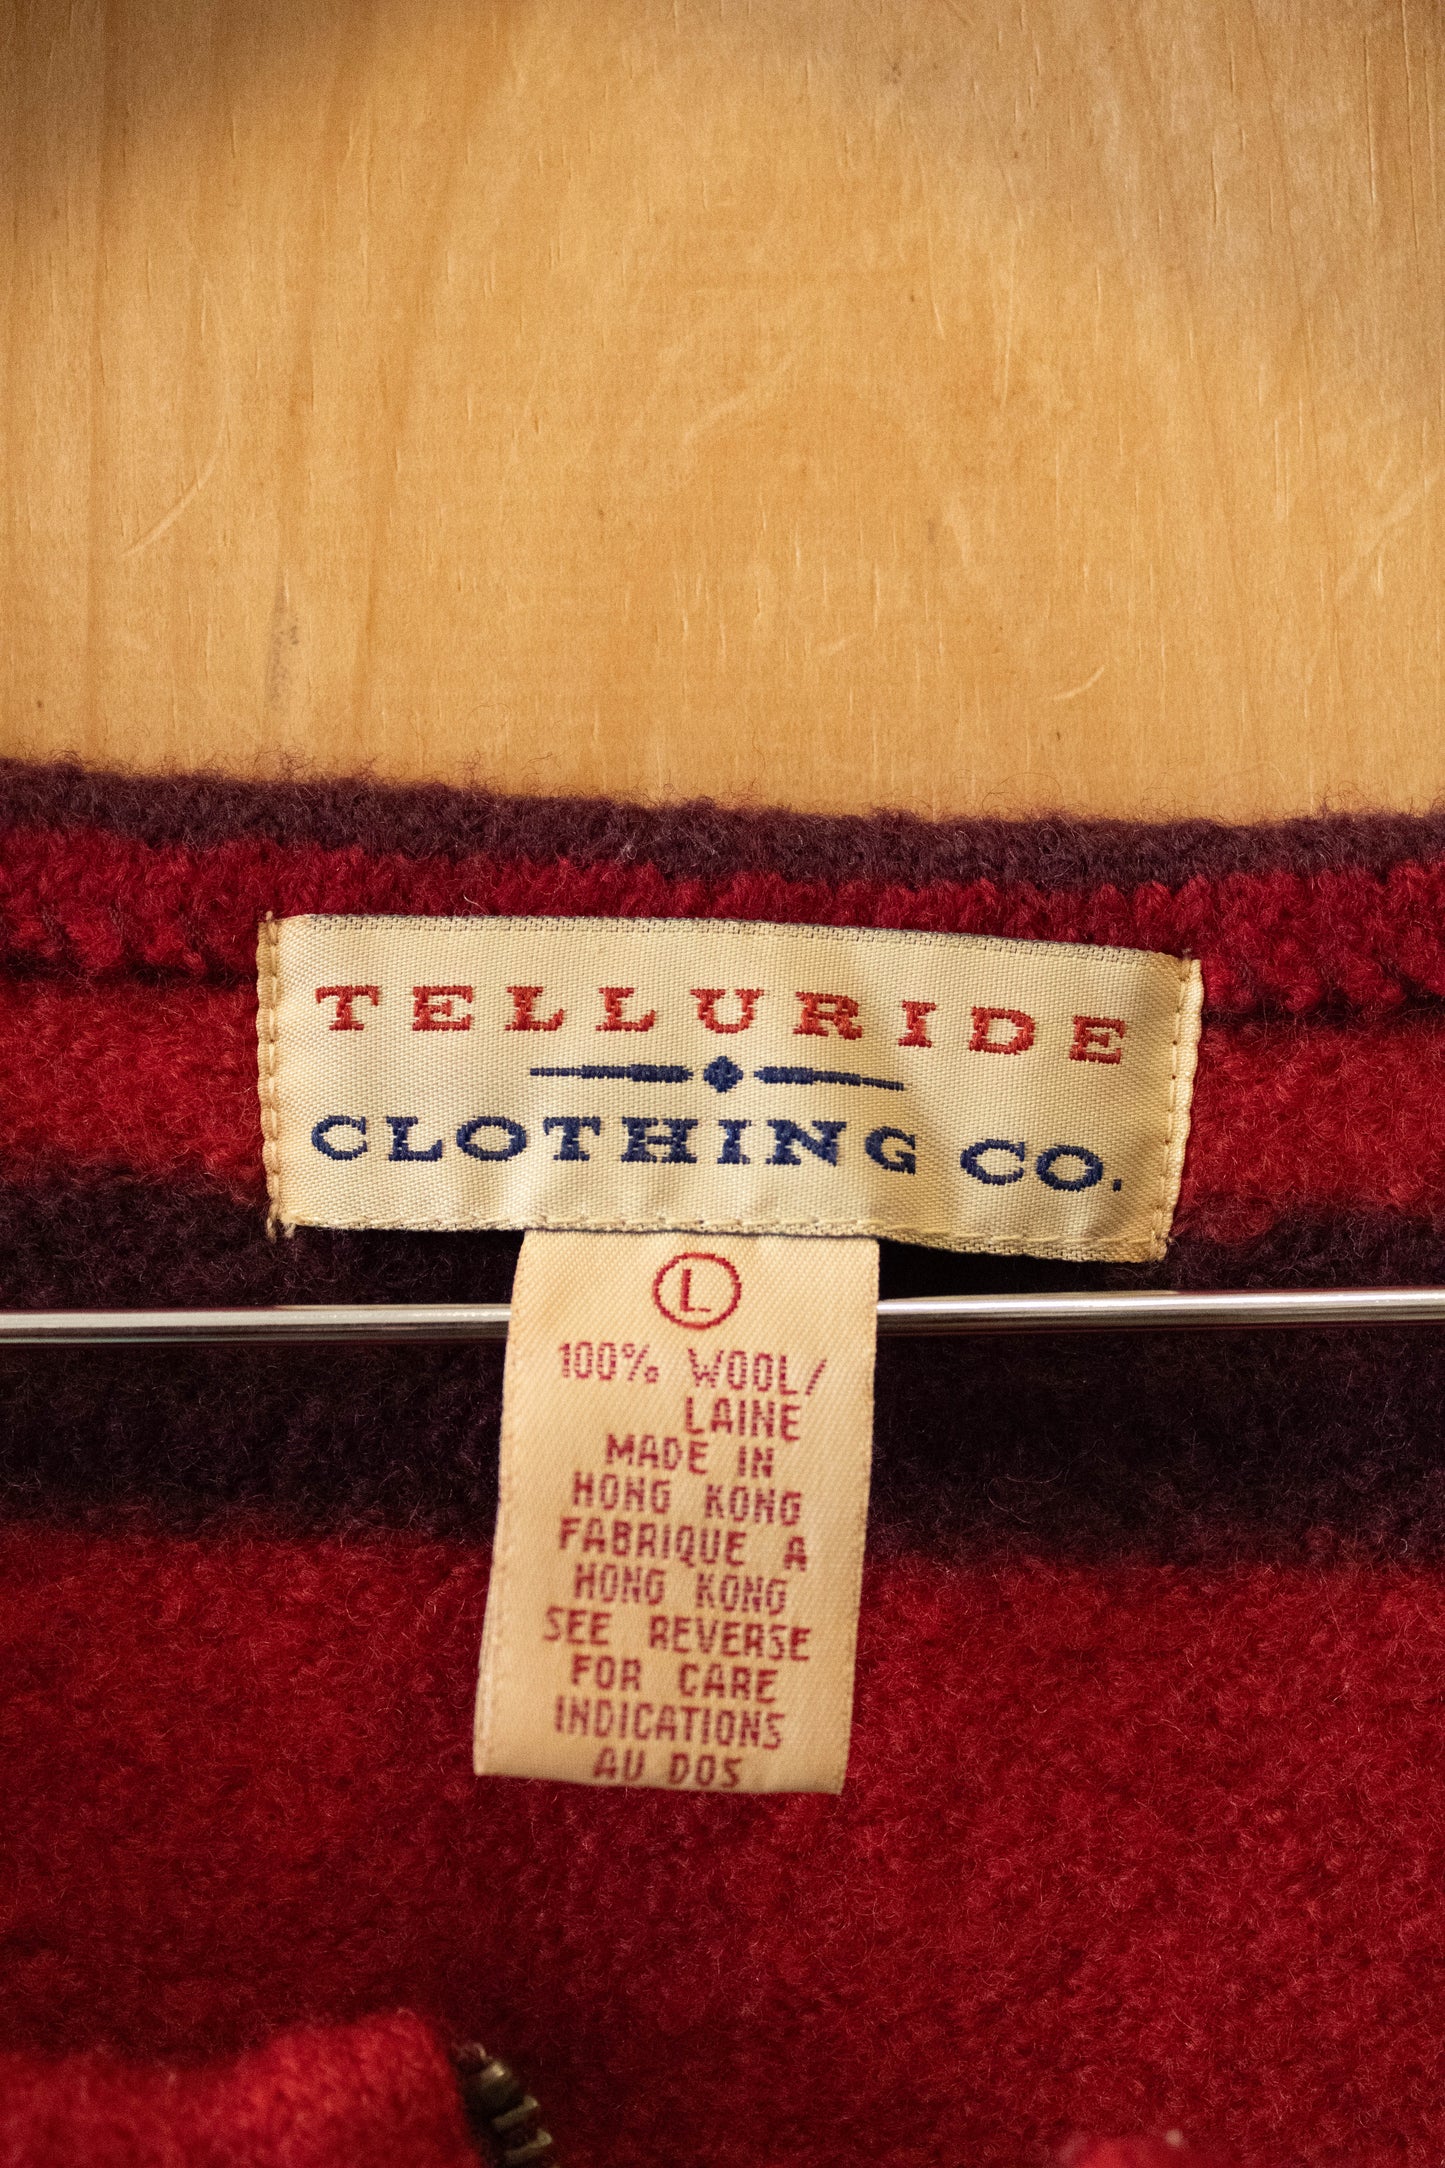 TELLURIDE
CLOTHING CO.
L
100% WOOL/
LAINE
MADE IN
HONG KONG
FABRIQUE A
HONG KONG
SEE REVERSE
FOR CARE
INDICATIONS
AU DOS